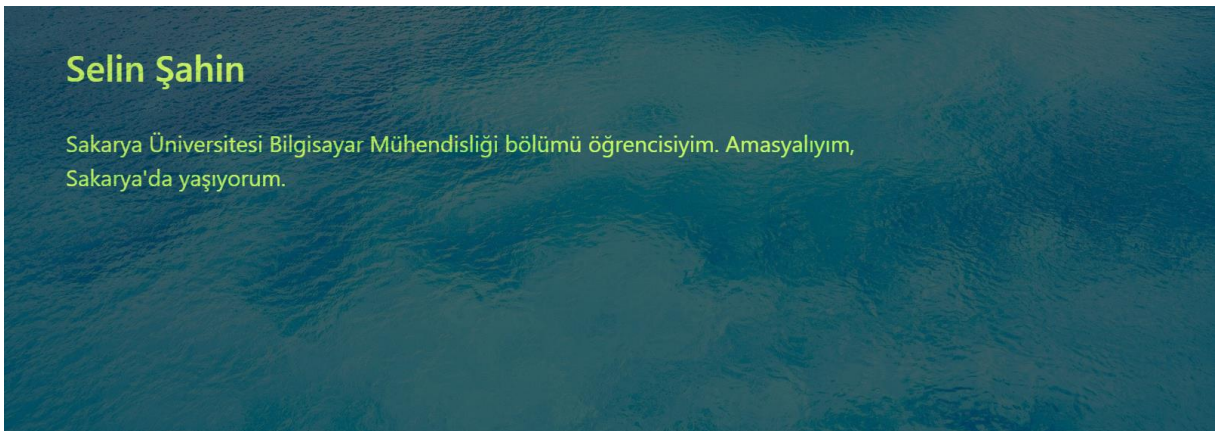 Selin Şahin
Sakarya Üniversitesi Bilgisayar Mühendisliği bölümü öğrencisiyim. Amasyalıyım,
Sakarya'da yaşıyorum.